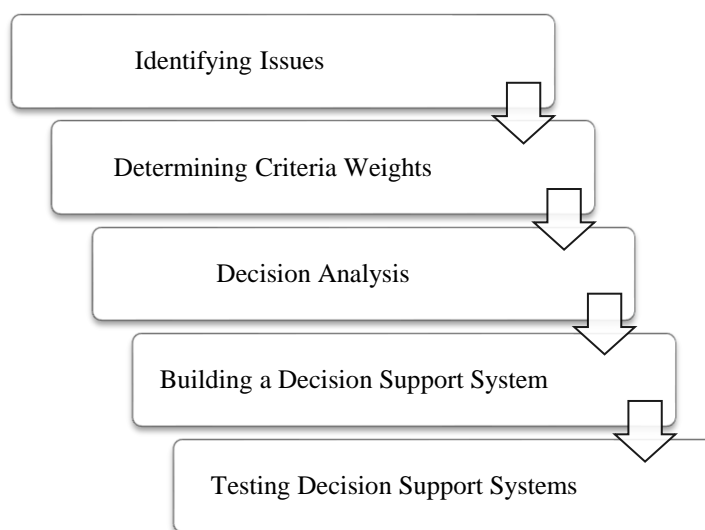 Identifying Issues
Determining Criteria Weights
Decision Analysis
Building a Decision Support System
Testing Decision Support Systems